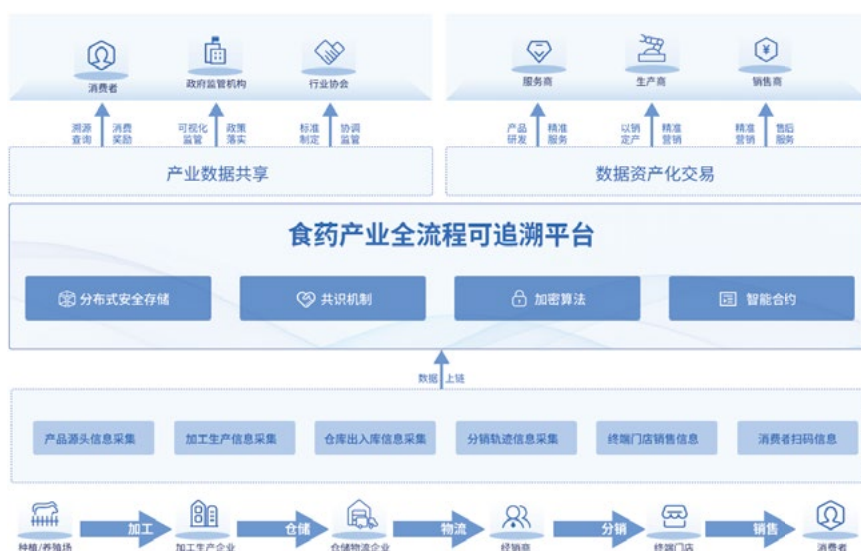 消费者
政府监管机构
行业协会
服务商
生产商
销售商
溯源 消费
查询 奖励
可视化 政策
监管 落实
标准 协调
制定 监管
产品 精准
研发 服务
以销 精准
定产 营销
精准 售后
营销 服务
产业数据共享
数据资产化交易
食药产业全流程可追溯平台
分布式安全存储
共识机制
加密算法
智能合约
数据 上链
产品源头信息采集
加工生产信息采集
仓库出入库信息采集
分销轨迹信息采集
终端门店销售信息
消费者扫码信息
加工
仓储
物流
分销
销售
种植/养殖场
加工生产企业
仓储物流企业
经销商
终端门店
消费者